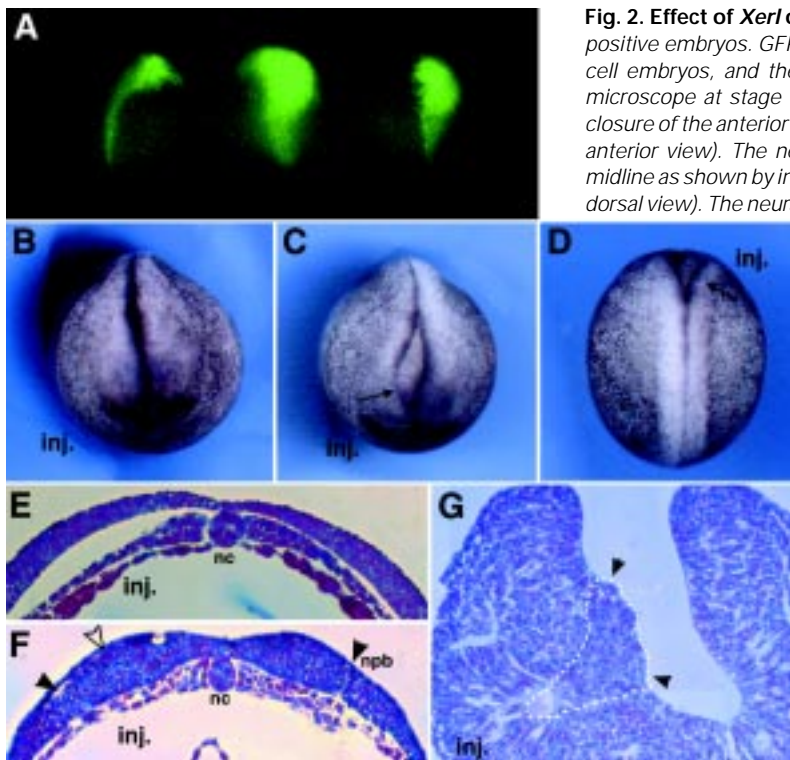 A
Fig. 2. Effect of Xerl o
positive embryos. GFI
cell embryos, and the
microscope at stage
closure of the anterior
anterior view). The ne
midline as shown by in
dorsal view). The neur
B
inj.
C
inj.
D
inj.
E
nc
inj.
F
npb
nc
inj.
G
inj.